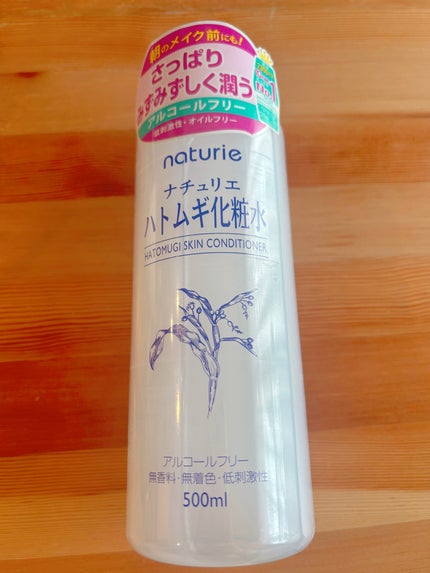 朝のメイク前にも!
さっぱり
みずみずしく潤う
アルコールフリー
低刺激性・オイルフリー
naturie
ナチュリエ
ハトムギ化粧水
HATOMUGI SKIN CONDITIONER
アルコールフリー
無香料・無着色・低刺激性
500ml